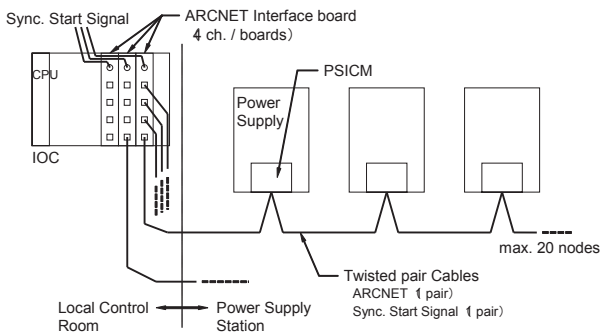 Sync. Start Signal
ARCNET Interface board
4 ch. / boards)
CPU
IOC
PSICM
Power
Supply
max. 20 nodes
Twisted pair Cables
ARCNET (1 pair)
Sync. Start Signal (1 pair)
Local Control
Room
Power Supply
Station